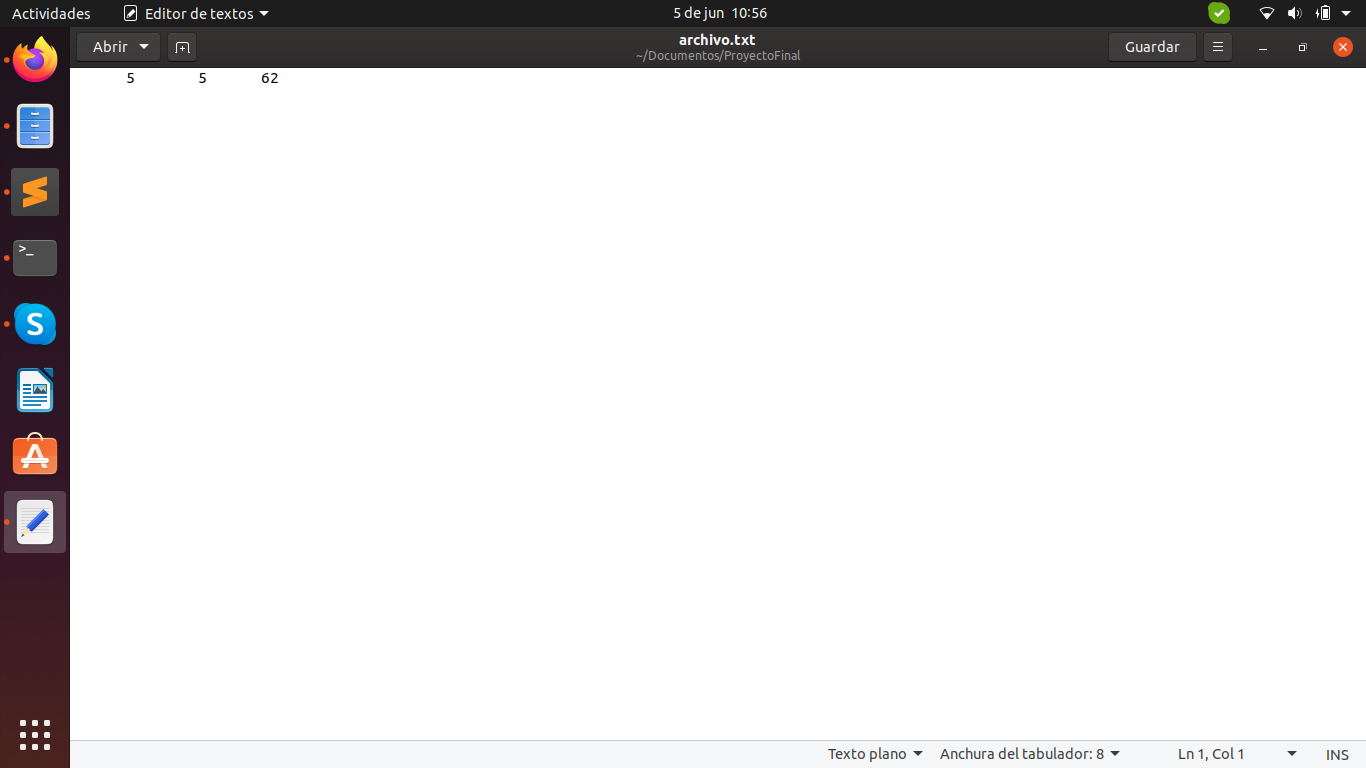 Actividades Editor de textos 5 de jun 10:56
Abrir archivo.txt Guardar
~/Documentos/ProyectoFinal
5 5 62
>_
S
A
Texto plano Anchura del tabulador: 8 Ln 1, Col 1 INS